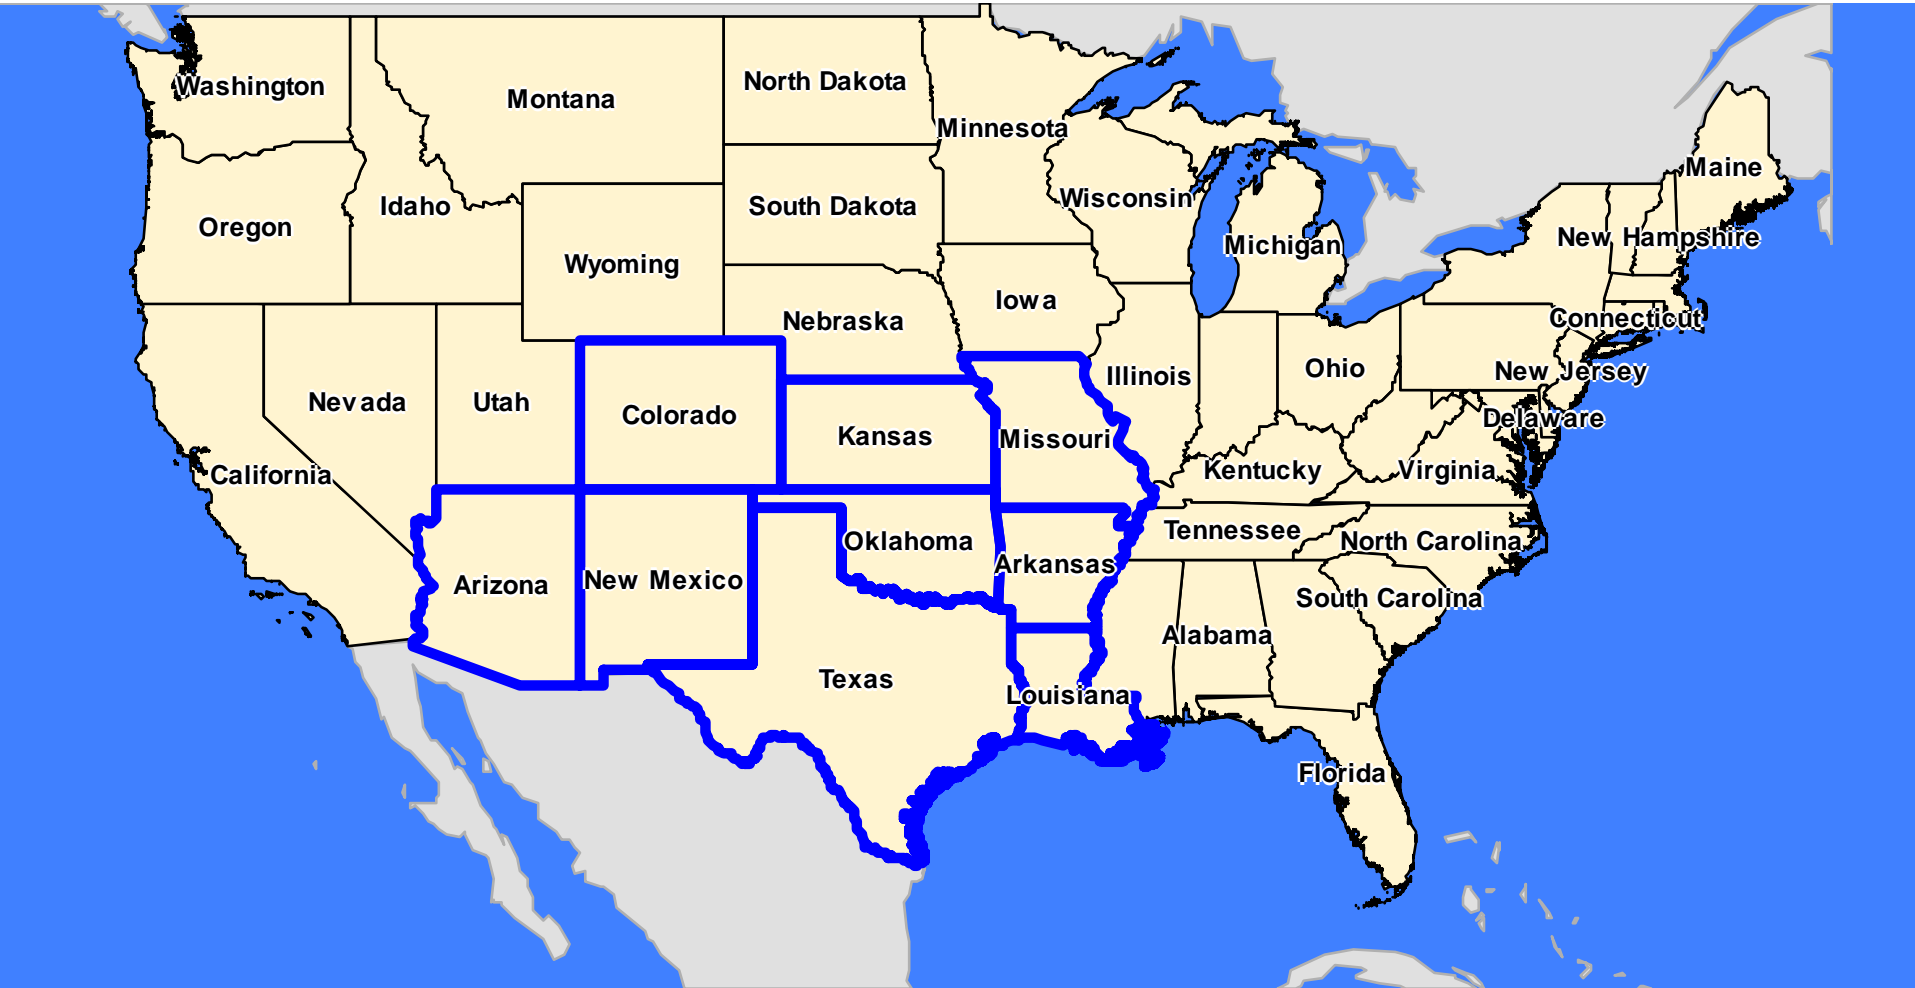 Washington
Montana
North Dakota
Minnesota
Maine
Oregon
Idaho
South Dakota
Wisconsin
Michigan
New Hampshire
Wyoming
Nebraska
Iowa
Connecticut
Nevada
Utah
Colorado
Kansas
Missouri
Illinois
Ohio
New Jersey
Delaware
California
Kentucky
Virginia
Arizona
New Mexico
Oklahoma
Arkansas
Tennessee
North Carolina
South Carolina
Texas
Louisiana
Alabama
Florida